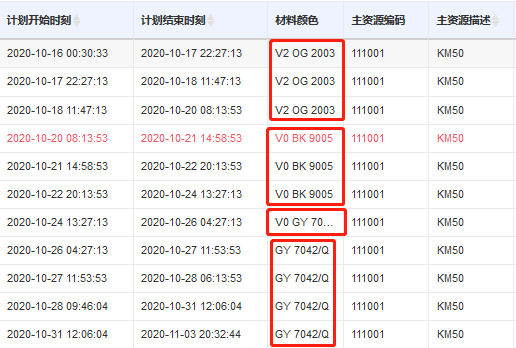 计划开始时刻 计划结束时刻 材料颜色 主资源编码 主资源描述
2020-10-16 00:30:33 2020-10-17 22:27:13 V2 OG 2003 111001 KM50
2020-10-17 22:27:13 2020-10-18 11:47:13 V2 OG 2003 111001 KM50
2020-10-18 11:47:13 2020-10-20 08:13:53 V2 OG 2003 111001 KM50
2020-10-20 08:13:53 2020-10-21 14:58:53 V0 BK 9005 111001 KM50
2020-10-21 14:58:53 2020-10-22 20:13:53 V0 BK 9005 111001 KM50
2020-10-22 20:13:53 2020-10-24 13:27:13 V0 BK 9005 111001 KM50
2020-10-24 13:27:13 2020-10-26 04:27:13 V0 GY 70... 111001 KM50
2020-10-26 04:27:13 2020-10-27 11:53:53 GY 7042/Q 111001 KM50
2020-10-27 11:53:53 2020-10-28 06:13:53 GY 7042/Q 111001 KM50
2020-10-28 09:46:04 2020-10-31 12:06:04 GY 7042/Q 111001 KM50
2020-10-31 12:06:04 2020-11-03 20:32:44 GY 7042/Q 111001 KM50